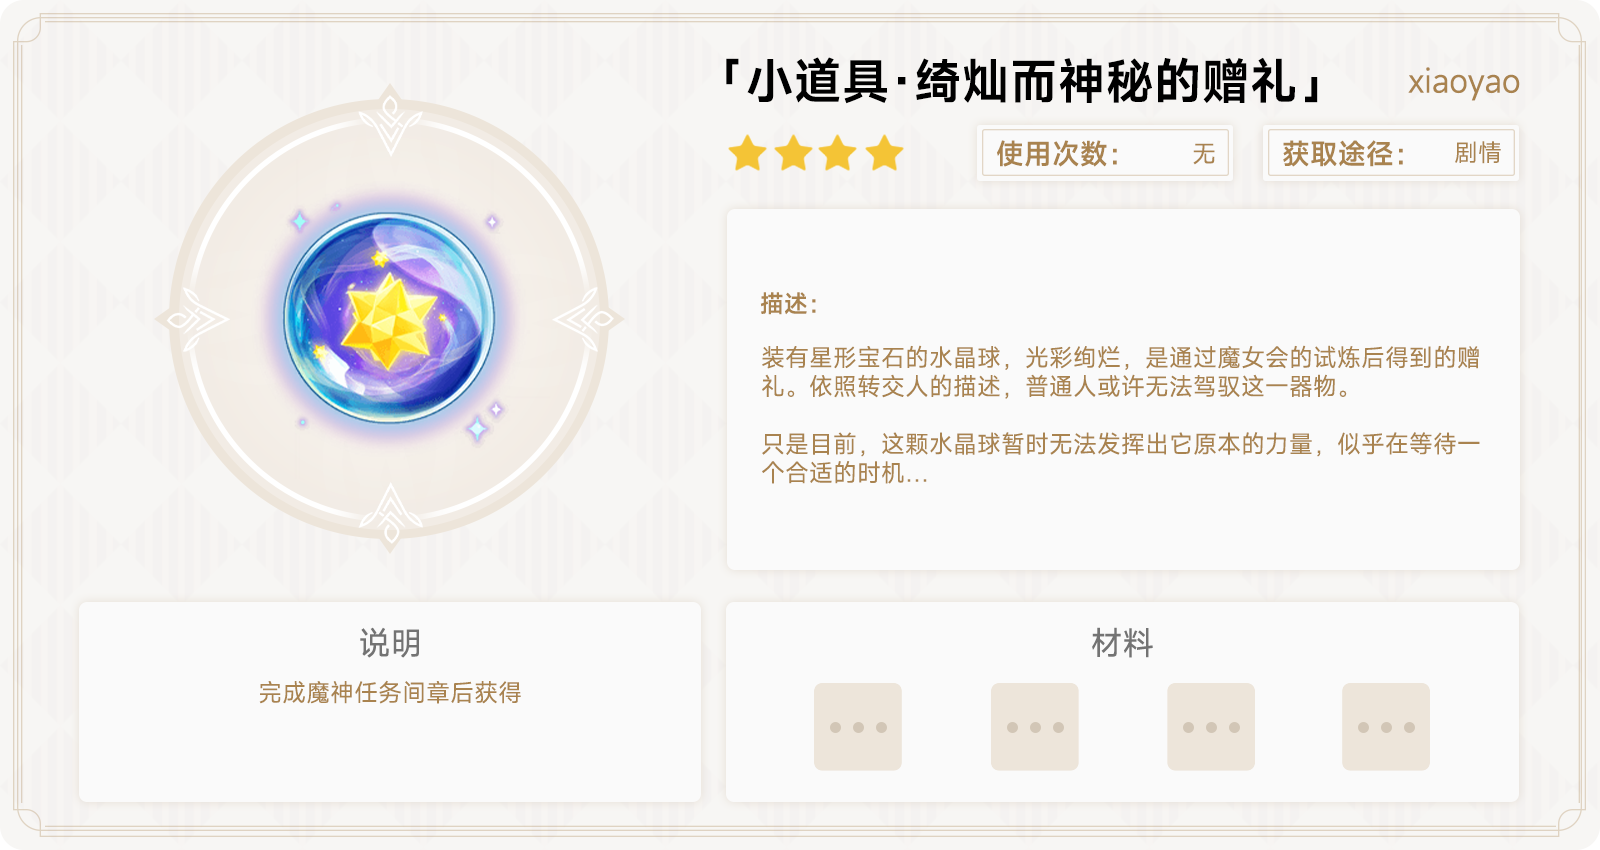 「小道具·绮灿而神秘的赠礼」
xiaoyao
使用次数：
无
获取途径：
剧情
描述：
装有星形宝石的水晶球，光彩绚烂，是通过魔女会的试炼后得到的赠
礼。依照转交人的描述，普通人或许无法驾驭这一器物。
只是目前，这颗水晶球暂时无法发挥出它原本的力量，似乎在等待一
个合适的时机...
说明
完成魔神任务间章后获得
材料